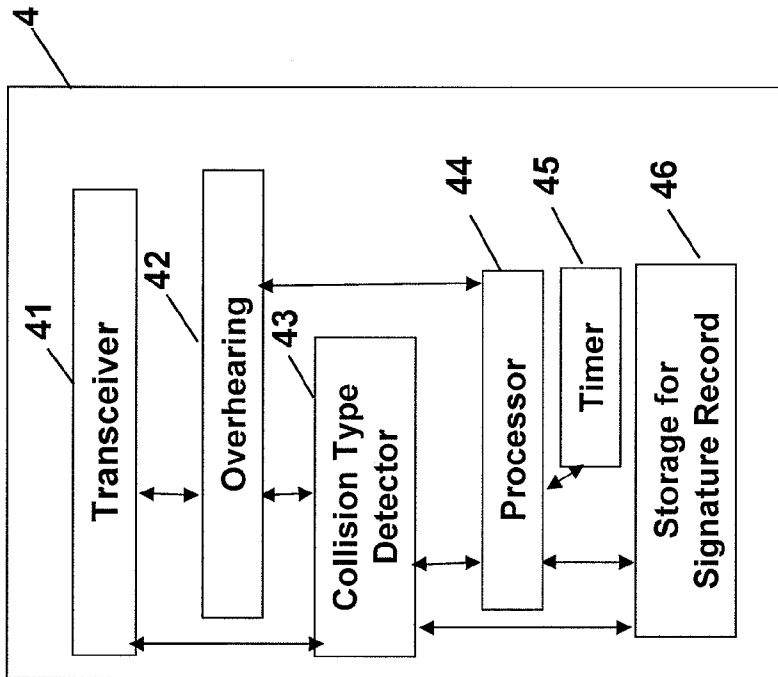 4
41
Transceiver
42
Overhearing
43
Collision Type
Detector
44
Processor
45
Timer
46
Storage for
Signature Record